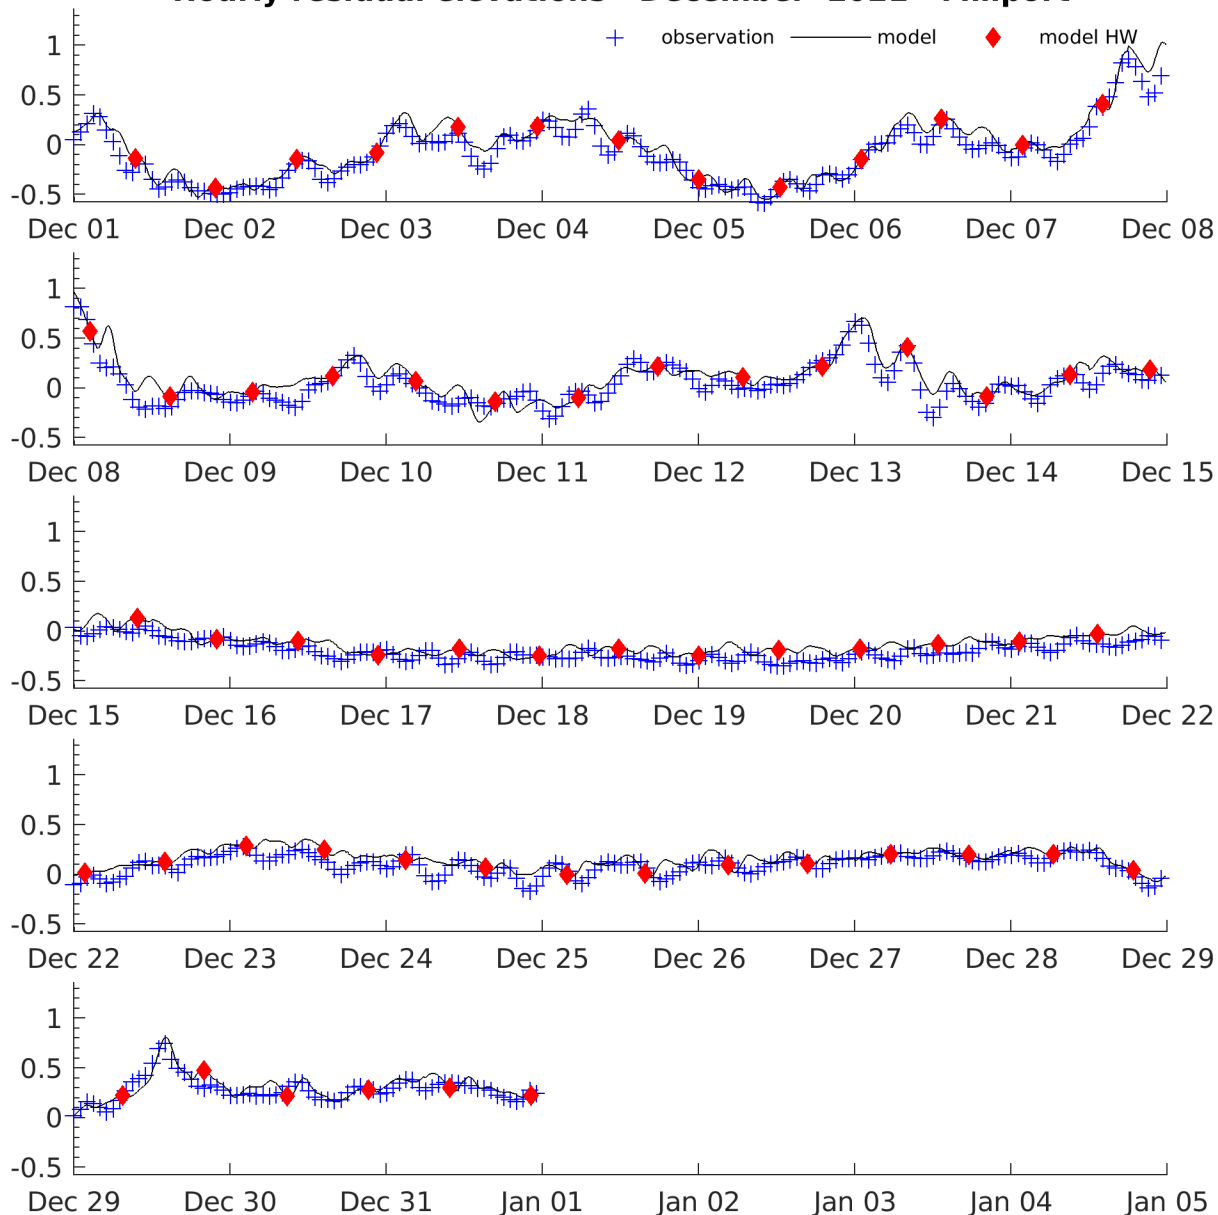 Hourly residual elevations December 2021 Millport
observation model model HW
1
0.5
0
-0.5
Dec 01 Dec 02 Dec 03 Dec 04 Dec 05 Dec 06 Dec 07 Dec 08
1
0.5
0
-0.5
Dec 08 Dec 09 Dec 10 Dec 11 Dec 12 Dec 13 Dec 14 Dec 15
1
0.5
0
-0.5
Dec 15 Dec 16 Dec 17 Dec 18 Dec 19 Dec 20 Dec 21 Dec 22
1
0.5
0
-0.5
Dec 22 Dec 23 Dec 24 Dec 25 Dec 26 Dec 27 Dec 28 Dec 29
1
0.5
0
-0.5
Dec 29 Dec 30 Dec 31 Jan 01 Jan 02 Jan 03 Jan 04 Jan 05